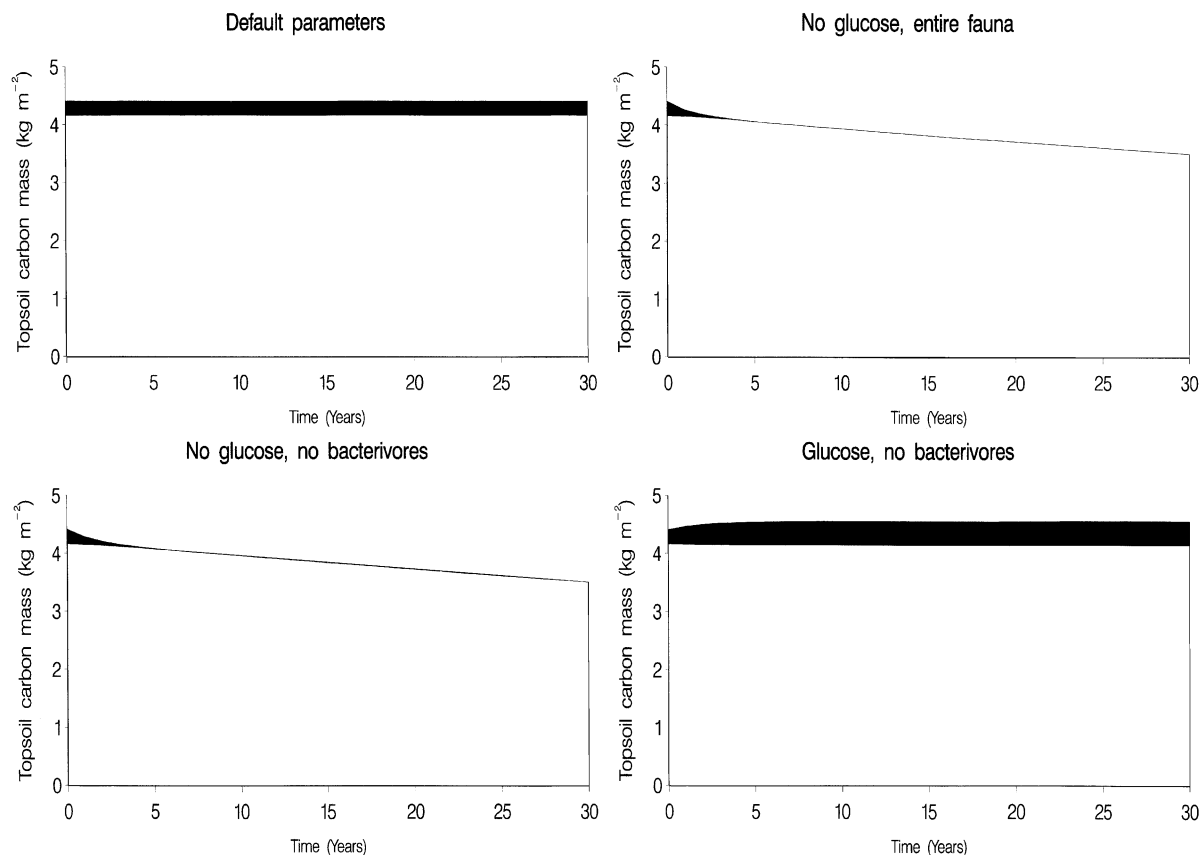 Default parameters
Topsoil carbon mass (kg m⁻²)
5
4
3
2
1
0
0 5 10 15 20 25 30
Time (Years)
No glucose, entire fauna
Topsoil carbon mass (kg m⁻²)
5
4
3
2
1
0
0 5 10 15 20 25 30
Time (Years)
No glucose, no bacterivores
Topsoil carbon mass (kg m⁻²)
5
4
3
2
1
0
0 5 10 15 20 25 30
Time (Years)
Glucose, no bacterivores
Topsoil carbon mass (kg m⁻²)
5
4
3
2
1
0
0 5 10 15 20 25 30
Time (Years)